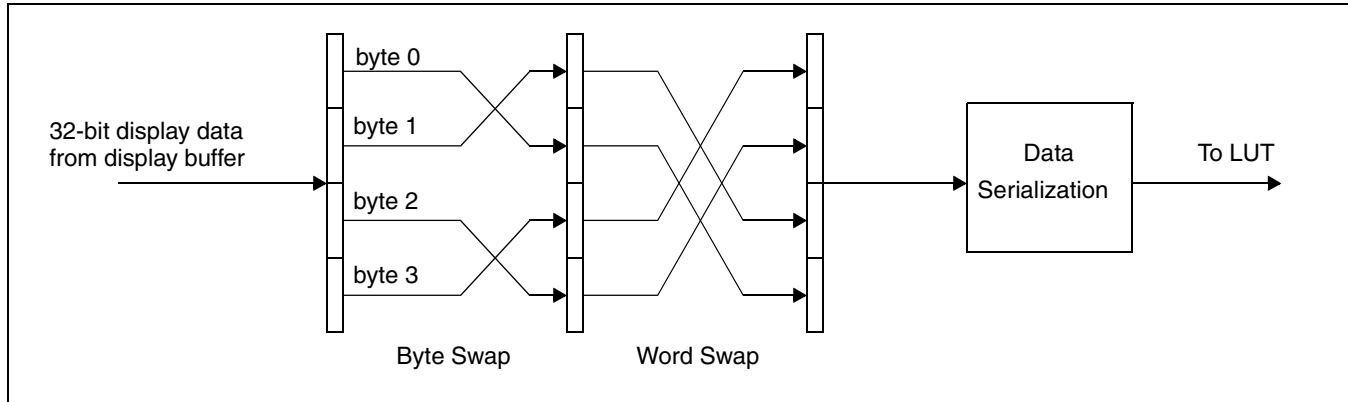 32-bit display data
from display buffer
byte 0
byte 1
byte 2
byte 3
Byte Swap
Word Swap
Data
Serialization
To LUT